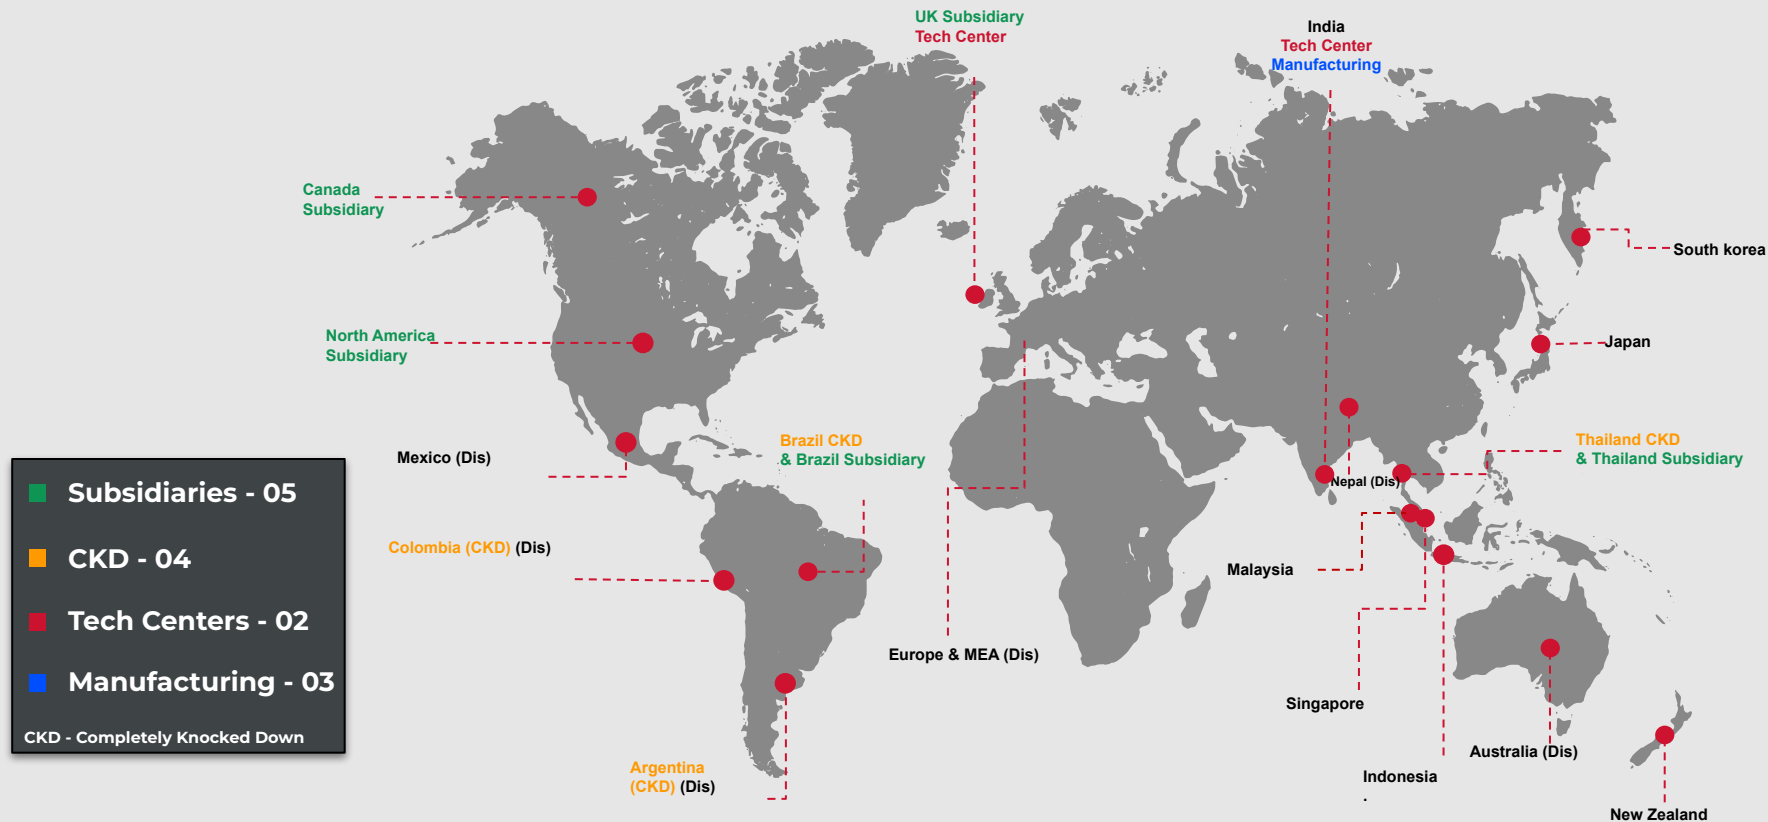 UK Subsidiary
Tech Center
India
Tech Center
Manufacturing
Canada
Subsidiary
South korea
North America
Subsidiary
Japan
Mexico (Dis)
Brazil CKD
& Brazil Subsidiary
Thailand CKD
& Thailand Subsidiary
Nepal (Dis)
Subsidiaries - 05
CKD - 04
Tech Centers - 02
Manufacturing - 03
CKD - Completely Knocked Down
Colombia (CKD) (Dis)
Malaysia
Europe & MEA (Dis)
Singapore
Australia (Dis)
Argentina
(CKD) (Dis)
Indonesia
.
New Zealand